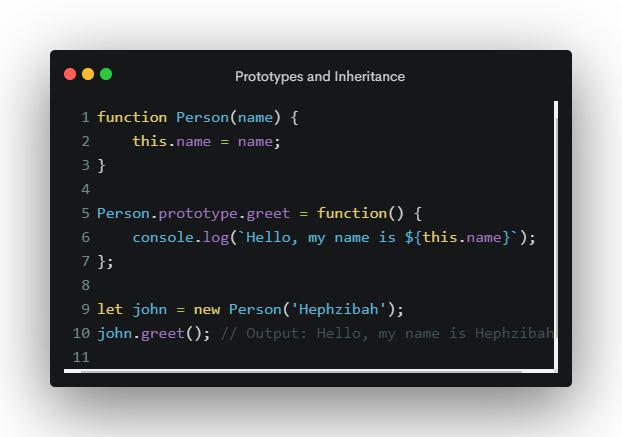 Prototypes and Inheritance
1 function Person(name) {
2     this.name = name;
3 }
4
5 Person.prototype.greet = function() {
6     console.log(`Hello, my name is ${this.name}`);
7 };
8
9 let john = new Person('Hephzibah');
10 john.greet(); // Output: Hello, my name is Hephzibah
11